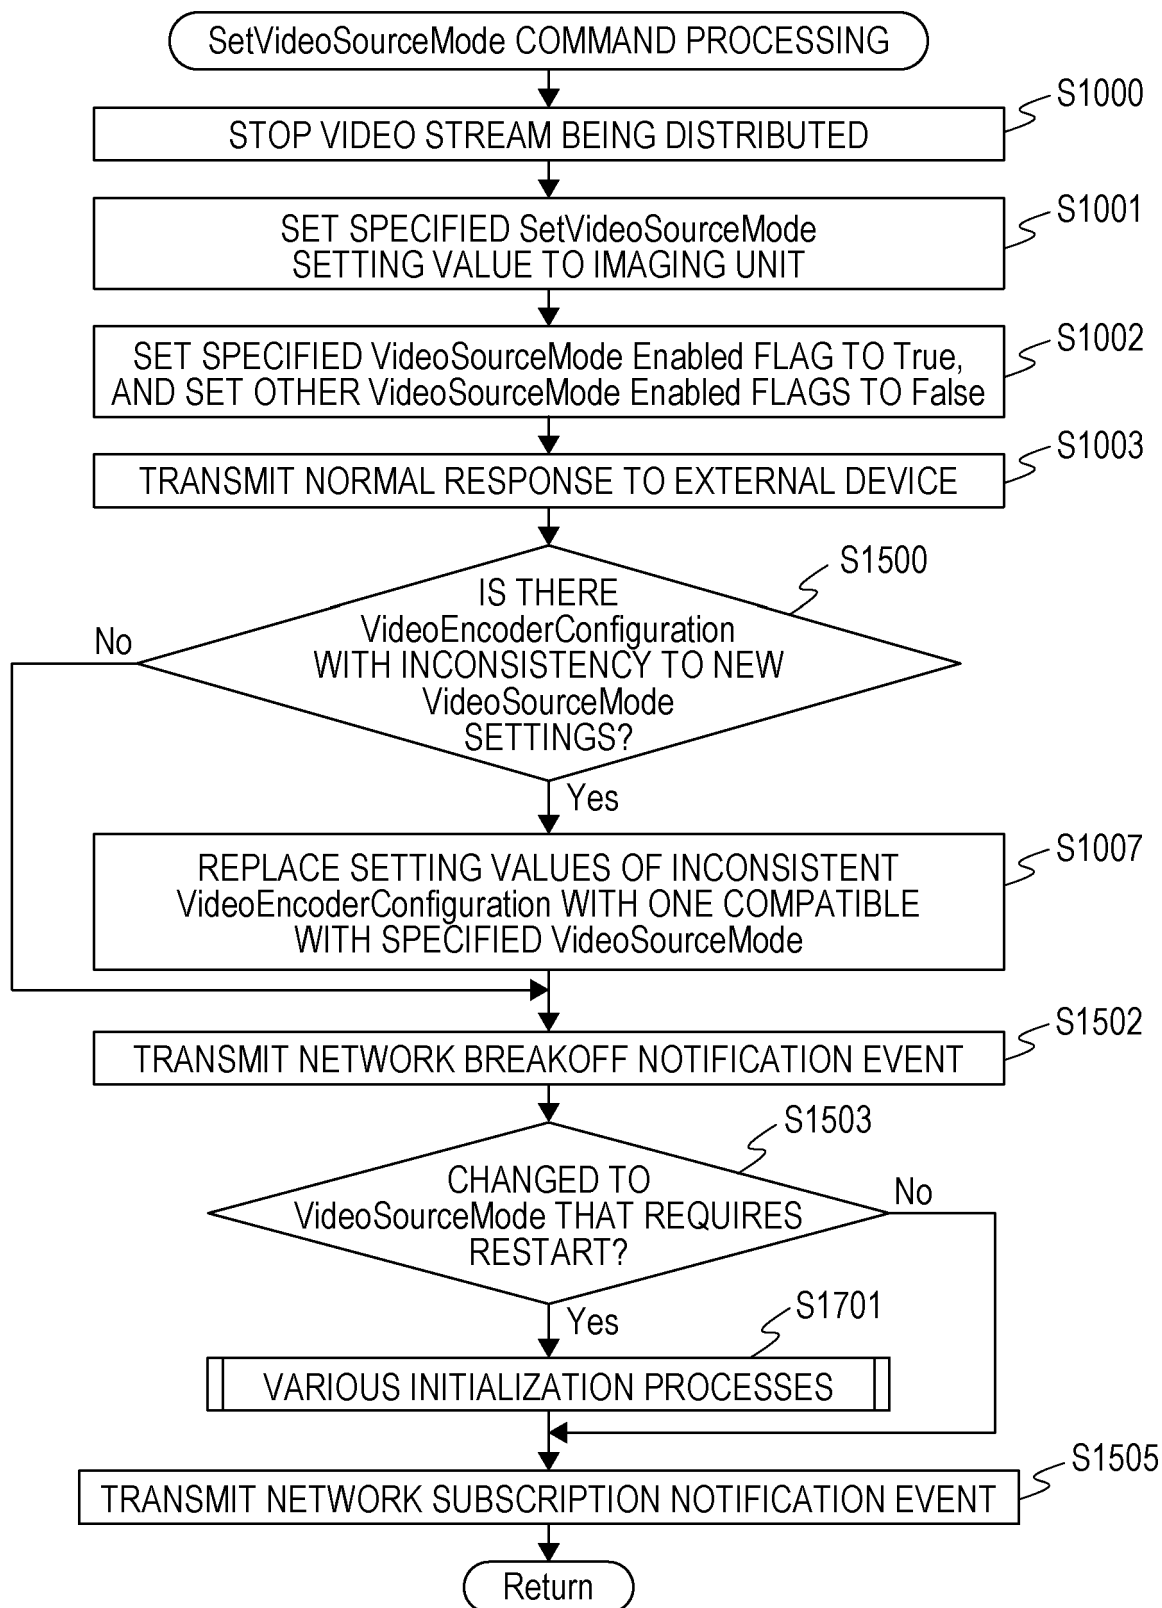 SetVideoSourceMode COMMAND PROCESSING
S1000
STOP VIDEO STREAM BEING DISTRIBUTED
S1001
SET SPECIFIED SetVideoSourceMode
SETTING VALUE TO IMAGING UNIT
S1002
SET SPECIFIED VideoSourceMode Enabled FLAG TO True,
AND SET OTHER VideoSourceMode Enabled FLAGS TO False
S1003
TRANSMIT NORMAL RESPONSE TO EXTERNAL DEVICE
S1500
IS THERE
VideoEncoderConfiguration
WITH INCONSISTENCY TO NEW
VideoSourceMode
SETTINGS?
No
Yes
S1007
REPLACE SETTING VALUES OF INCONSISTENT
VideoEncoderConfiguration WITH ONE COMPATIBLE
WITH SPECIFIED VideoSourceMode
S1502
TRANSMIT NETWORK BREAKOFF NOTIFICATION EVENT
S1503
CHANGED TO
VideoSourceMode THAT REQUIRES
RESTART?
No
Yes
S1701
VARIOUS INITIALIZATION PROCESSES
S1505
TRANSMIT NETWORK SUBSCRIPTION NOTIFICATION EVENT
Return